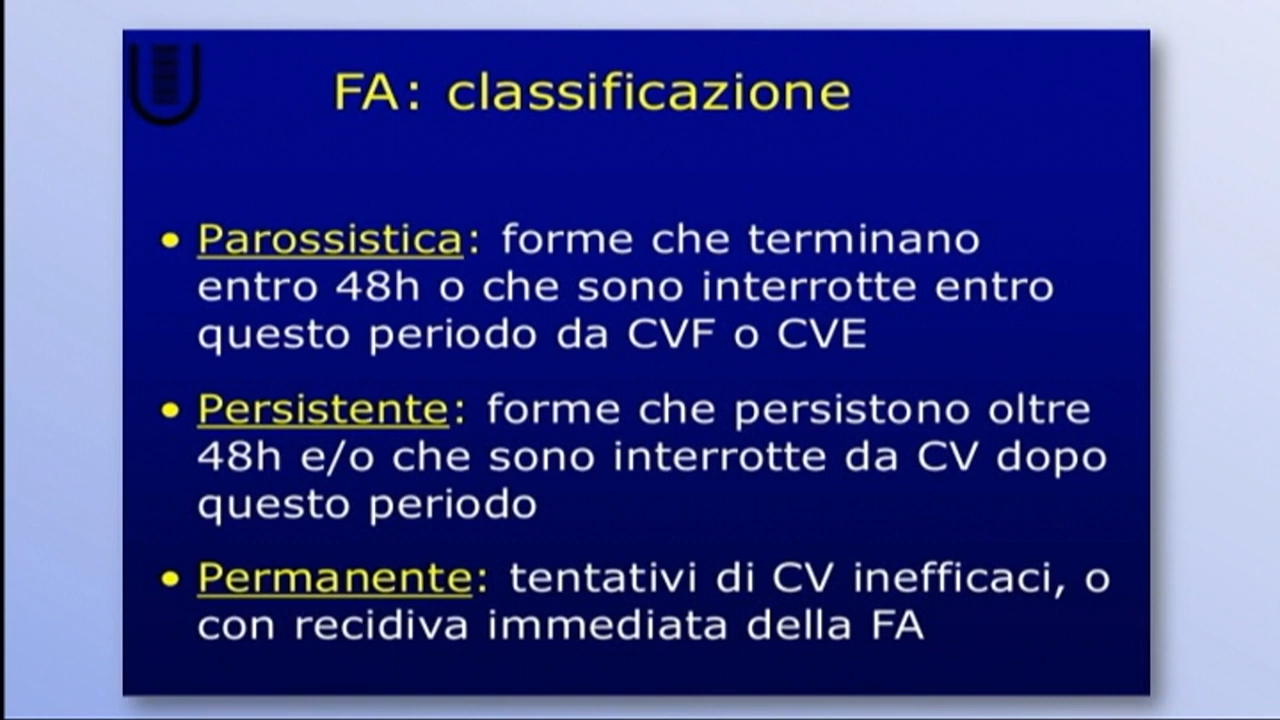 FA: classificazione
• Parossistica: forme che terminano
entro 48h o che sono interrotte entro
questo periodo da CVF o CVE
• Persistente: forme che persistono oltre
48h e/o che sono interrotte da CV dopo
questo periodo
• Permanente: tentativi di CV inefficaci, o
con recidiva immediata della FA